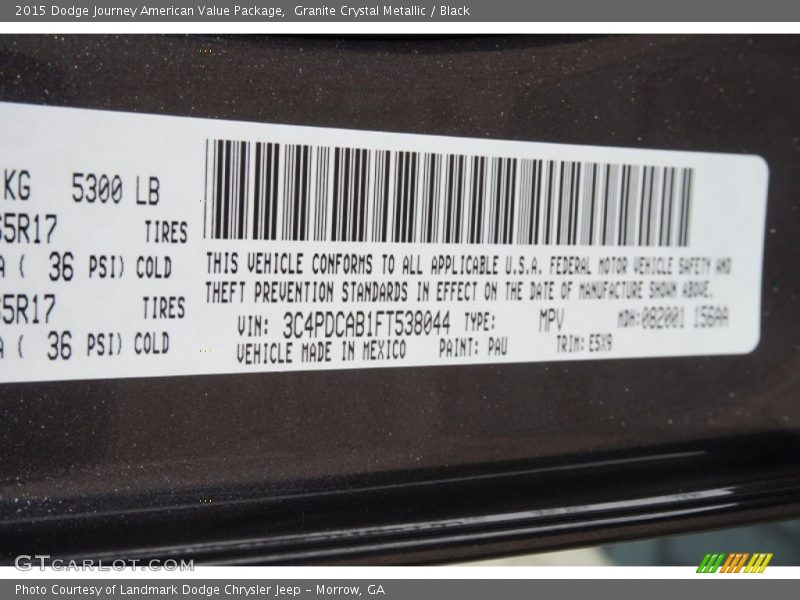 2015 Dodge Journey American Value Package, Granite Crystal Metallic / Black
KG 5300 LB
5R17 TIRES
( 36 PSI) COLD
5R17 TIRES
( 36 PSI) COLD
THIS VEHICLE CONFORMS TO ALL APPLICABLE U.S.A. FEDERAL MOTOR VEHICLE SAFETY AND
THEFT PREVENTION STANDARDS IN EFFECT ON THE DATE OF MANUFACTURE SHOWN ABOVE.
VIN: 3C4PDCAB1FT538044 TYPE: MPV MDH:082001 156AA
VEHICLE MADE IN MEXICO PAINT: PAU TRIM: E5X9
GTCARLOT.COM
Photo Courtesy of Landmark Dodge Chrysler Jeep - Morrow, GA